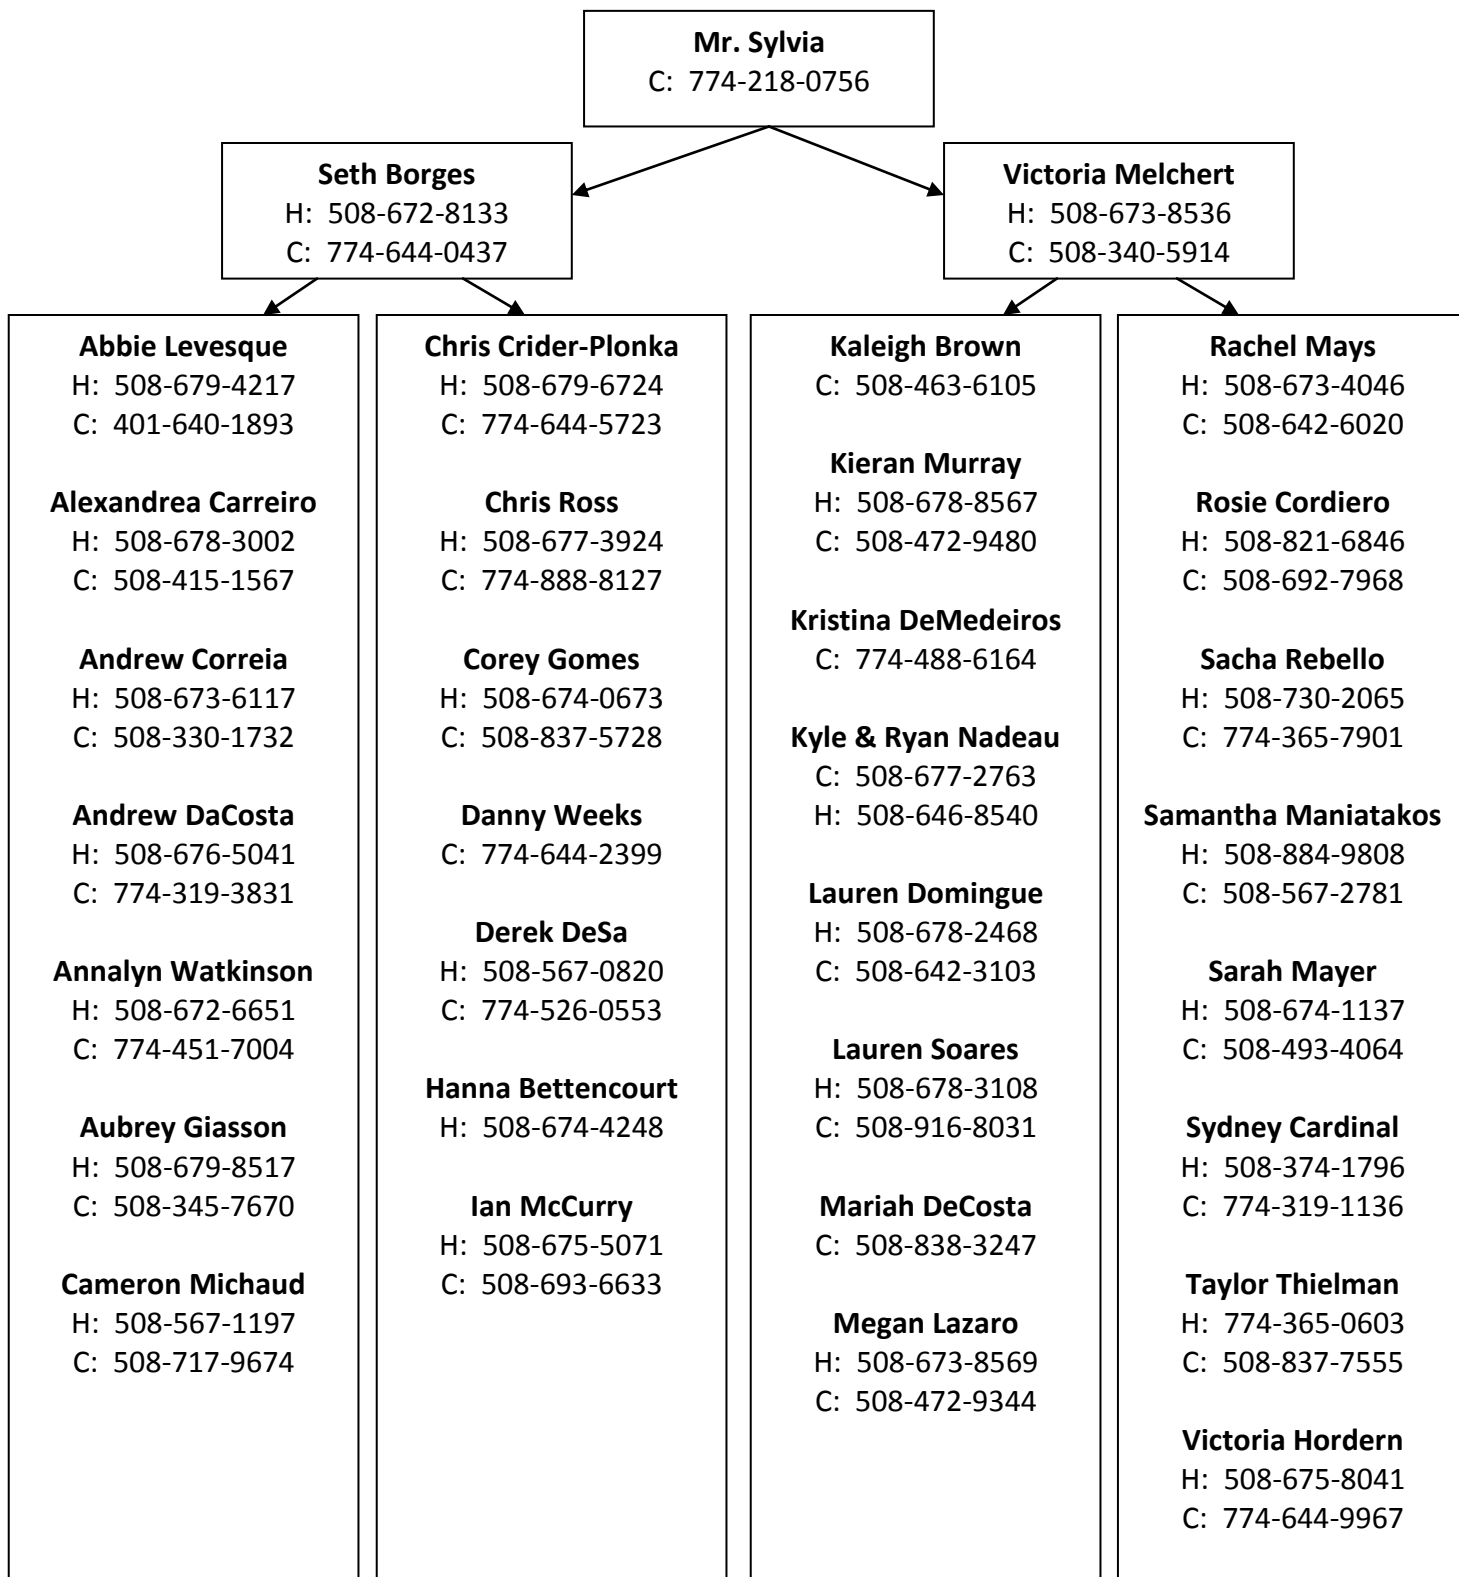 Mr. Sylvia
C: 774-218-0756
Seth Borges
H: 508-672-8133
C: 774-644-0437
Victoria Melchert
H: 508-673-8536
C: 508-340-5914
Abbie Levesque
H: 508-679-4217
C: 401-640-1893
Alexandrea Carreiro
H: 508-678-3002
C: 508-415-1567
Andrew Correia
H: 508-673-6117
C: 508-330-1732
Andrew DaCosta
H: 508-676-5041
C: 774-319-3831
Annalyn Watkinson
H: 508-672-6651
C: 774-451-7004
Aubrey Giasson
H: 508-679-8517
C: 508-345-7670
Cameron Michaud
H: 508-567-1197
C: 508-717-9674
Chris Crider-Plonka
H: 508-679-6724
C: 774-644-5723
Chris Ross
H: 508-677-3924
C: 774-888-8127
Corey Gomes
H: 508-674-0673
C: 508-837-5728
Danny Weeks
C: 774-644-2399
Derek DeSa
H: 508-567-0820
C: 774-526-0553
Hanna Bettencourt
H: 508-674-4248
Ian McCurry
H: 508-675-5071
C: 508-693-6633
Kaleigh Brown
C: 508-463-6105
Kieran Murray
H: 508-678-8567
C: 508-472-9480
Kristina DeMedeiros
C: 774-488-6164
Kyle & Ryan Nadeau
C: 508-677-2763
H: 508-646-8540
Lauren Domingue
H: 508-678-2468
C: 508-642-3103
Lauren Soares
H: 508-678-3108
C: 508-916-8031
Mariah DeCosta
C: 508-838-3247
Megan Lazaro
H: 508-673-8569
C: 508-472-9344
Rachel Mays
H: 508-673-4046
C: 508-642-6020
Rosie Cordiero
H: 508-821-6846
C: 508-692-7968
Sacha Rebello
H: 508-730-2065
C: 774-365-7901
Samantha Maniatakos
H: 508-884-9808
C: 508-567-2781
Sarah Mayer
H: 508-674-1137
C: 508-493-4064
Sydney Cardinal
H: 508-374-1796
C: 774-319-1136
Taylor Thielman
H: 774-365-0603
C: 508-837-7555
Victoria Hordern
H: 508-675-8041
C: 774-644-9967